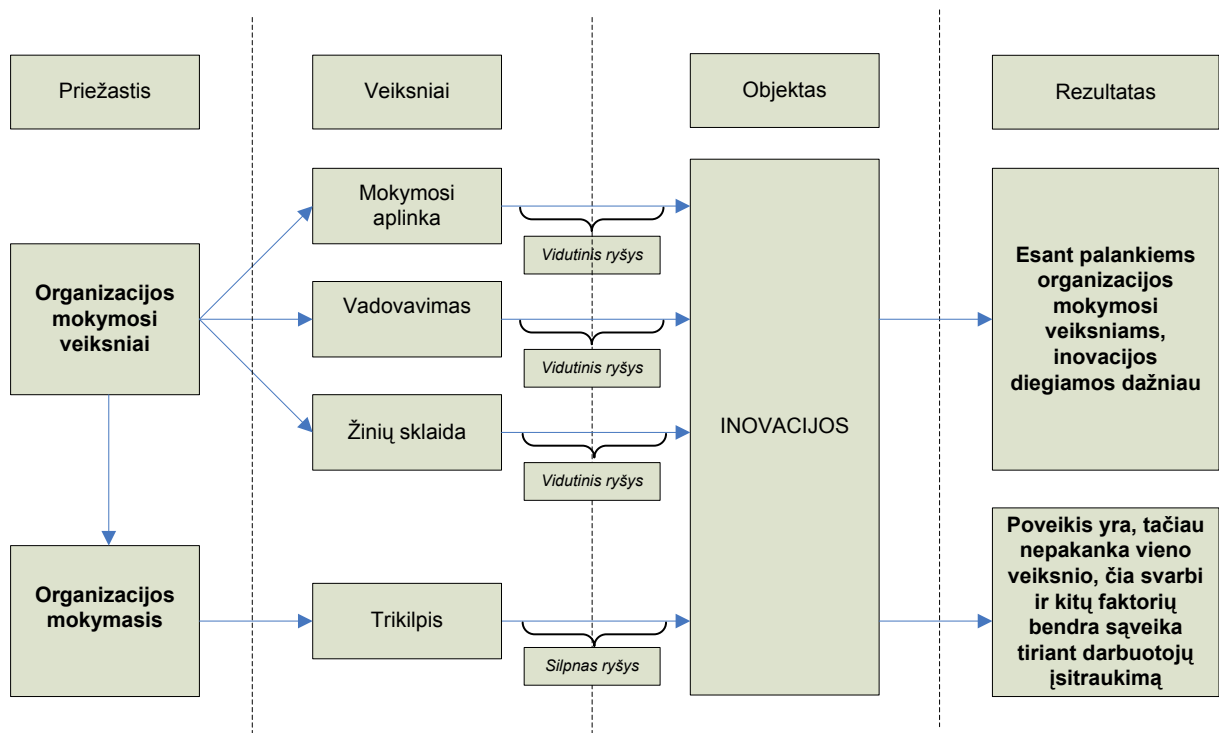 Priežastis
Veiksniai
Objektas
Rezultatas
Organizacijos
mokymosi
veiksniai
Mokymosi
aplinka
Vidutinis ryšys
Vadovavimas
Vidutinis ryšys
Žinių sklaida
Vidutinis ryšys
INOVACIJOS
Esant palankiems
organizacijos
mokymosi
veiksniams,
inovacijos
diegiamos dažniau
Organizacijos
mokymasis
Trikilpis
Silpnas ryšys
Poveikis yra, tačiau
nepakanka vieno
veiksnio, čia svarbi
ir kitų faktorių
bendra sąveika
tiriant darbuotojų
įsitraukimą